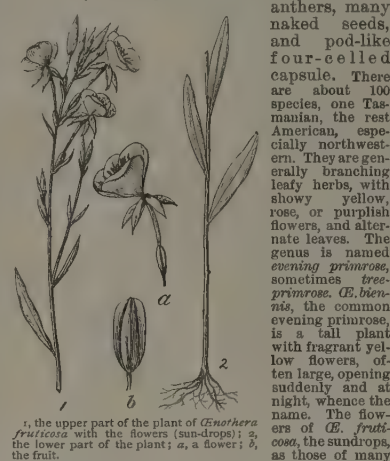 anthers, many
naked seeds,
and pod-like
four-celled
capsule. There
are about 100
species, one Tas-
manian, the rest
American, espe-
cially northwest-
ern. They are gen-
erally branching
leafy herbs, with
showy yellow,
rose, or purplish
flowers, and alter-
nate leaves. The
genus is named
evening primrose,
sometimes tree-
primrose. Œ. bien-
nis, the common
evening primrose,
is a tall plant
with fragrant yel-
low flowers, of-
ten large, opening
suddenly and at
night, whence the
name. The flow-
ers of Œ. fruti-
cosa, the sundrops,
as those of many
a
2
1
b
1, the upper part of the plant of Œnothera
fruticosa with the flowers (sun-drops); 2,
the lower part of the plant; a, a flower; b,
the fruit.